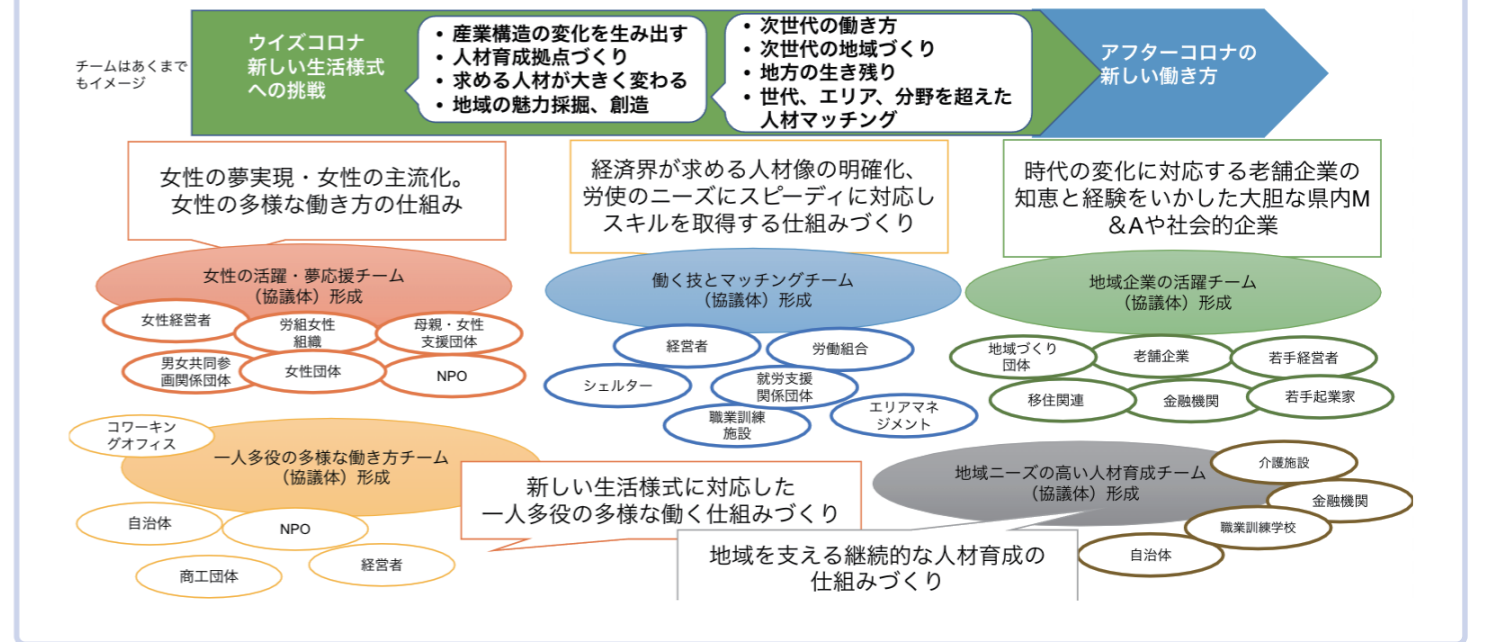 チームはあくまで
もイメージ
ウイズコロナ
新しい生活様式
への挑戦
• 産業構造の変化を生み出す
• 人材育成拠点づくり
• 求める人材が大きく変わる
• 地域の魅力採掘、創造
• 次世代の働き方
• 次世代の地域づくり
• 地方の生き残り
• 世代、エリア、分野を超えた
人材マッチング
アフターコロナの
新しい働き方
女性の夢実現・女性の主流化。
女性の多様な働き方の仕組み
経済界が求める人材像の明確化、
労使のニーズにスピーディに対応し
スキルを取得する仕組みづくり
時代の変化に対応する老舗企業の
知恵と経験をいかした大胆な県内M
&Aや社会的企業
女性の活躍・夢応援チーム
（協議体）形成
女性経営者
労組女性
組織
母親・女性
支援団体
男女共同参
画関係団体
女性団体
NPO
働く技とマッチングチーム
（協議体）形成
経営者
労働組合
シェルター
就労支援
関係団体
職業訓練
施設
エリアマネ
ジメント
地域企業の活躍チーム
（協議体）形成
地域づくり
団体
老舗企業
若手経営者
移住関連
金融機関
若手起業家
コワーキン
グオフィス
一人多役の多様な働き方チーム
（協議体）形成
自治体
NPO
商工団体
経営者
新しい生活様式に対応した
一人多役の多様な働く仕組みづくり
地域ニーズの高い人材育成チーム
（協議体）形成
介護施設
金融機関
職業訓練学校
自治体
地域を支える継続的な人材育成の
仕組みづくり